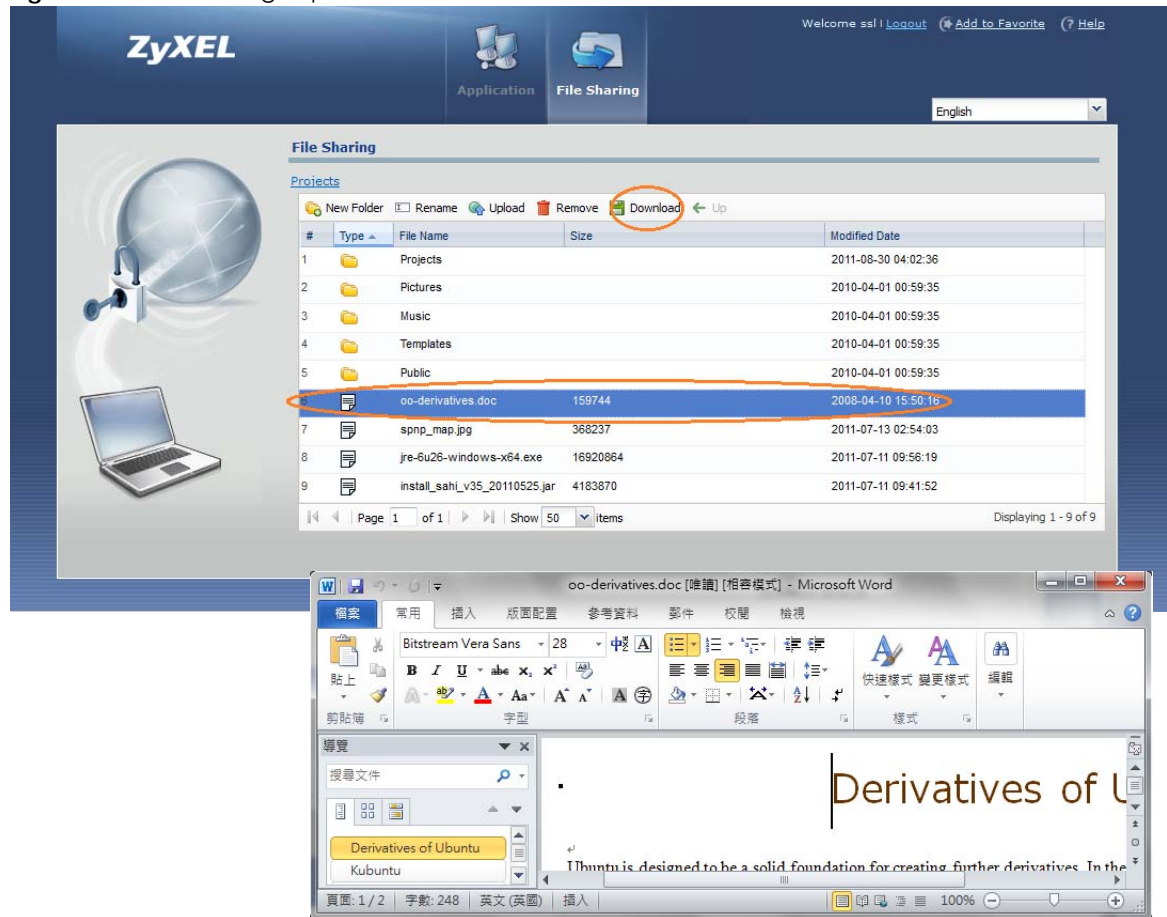 ZyXEL
Welcome ssl | Logout Add to Favorite ? Help
Application File Sharing
English
File Sharing
Projects
New Folder Rename Upload Remove Download Up
# Type File Name Size Modified Date
1 Projects 2011-08-30 04:02:36
2 Pictures 2010-04-01 00:59:35
3 Music 2010-04-01 00:59:35
4 Templates 2010-04-01 00:59:35
5 Public 2010-04-01 00:59:35
6 oo-derivatives.doc 159744 2008-04-10 15:50:16
7 spnp_map.jpg 368237 2011-07-13 02:54:03
8 jre-6u26-windows-x64.exe 16920864 2011-07-11 09:56:19
9 install_sahi_v35_20110525.jar 4183870 2011-07-11 09:41:52
Page 1 of 1 Show 50 items Displaying 1 - 9 of 9
oo-derivatives.doc [唯讀] [相容模式] - Microsoft Word
檔案 常用 插入 版面配置 參考資料 郵件 校閱 檢視
Bitstream Vera Sans 28
貼上 快速樣式 變更樣式 編輯
剪貼簿 字型 段落 樣式
導覽
搜尋文件
Derivatives of Ubuntu
Kubuntu
Derivatives of U
Ubuntu is designed to be a solid foundation for creating further derivatives. In the
頁面: 1 / 2 字數: 248 英文 (英國) 插入 100%